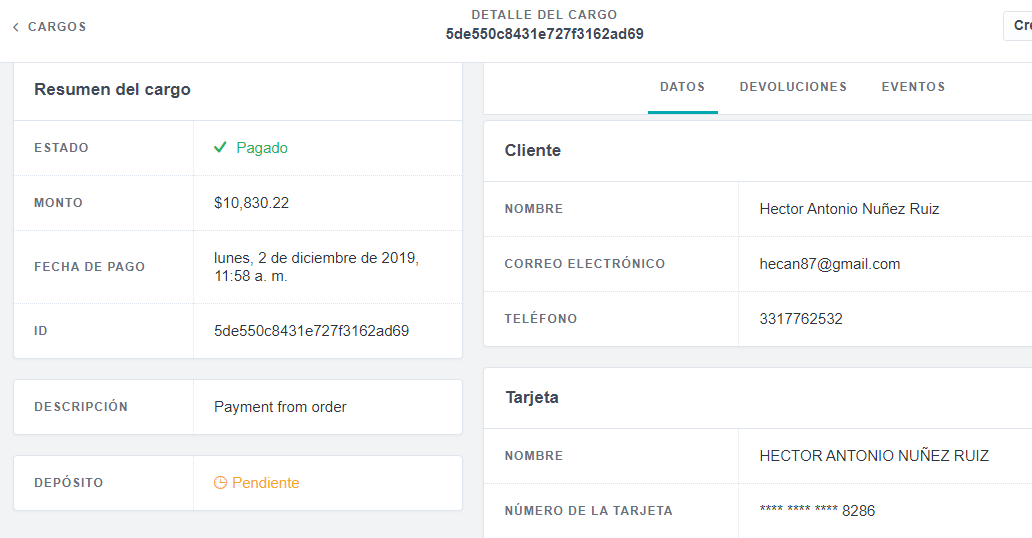 CARGOS
DETALLE DEL CARGO
5de550c8431e727f3162ad69
Resumen del cargo
ESTADO
Pagado
MONTO
$10,830.22
FECHA DE PAGO
lunes, 2 de diciembre de 2019,
11:58 a. m.
ID
5de550c8431e727f3162ad69
DESCRIPCIÓN
Payment from order
DEPÓSITO
Pendiente
DATOS
DEVOLUCIONES
EVENTOS
Cliente
NOMBRE
Hector Antonio Nuñez Ruiz
CORREO ELECTRÓNICO
hecan87@gmail.com
TELÉFONO
3317762532
Tarjeta
NOMBRE
HECTOR ANTONIO NUÑEZ RUIZ
NÚMERO DE LA TARJETA
**** **** **** 8286